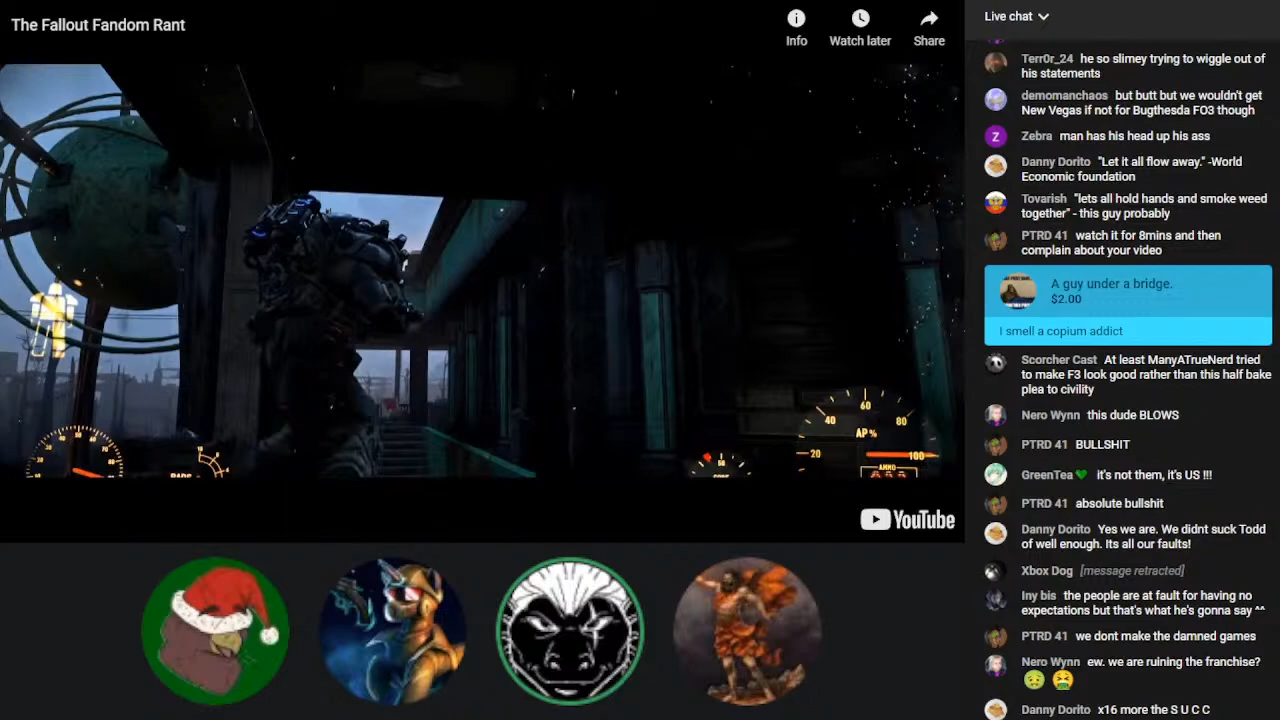 The Fallout Fandom Rant
Info
Watch later
Share
60
40
80
AP%
20
100
AMMO
YouTube
Live chat
Terr0r_24 he so slimey trying to wiggle out of
his statements
demomanchaos but butt but we wouldn't get
New Vegas if not for Bugthesda FO3 though
Z
Zebra man has his head up his ass
Danny Dorito "Let it all flow away." -World
Economic foundation
Tovarish "lets all hold hands and smoke weed
together" - this guy probably
PTRD 41 watch it for 8mins and then
complain about your video
A guy under a bridge.
$2.00
I smell a copium addict
Scorcher Cast At least ManyATrueNerd tried
to make F3 look good rather than this half bake
plea to civility
Nero Wynn this dude BLOWS
PTRD 41 BULLSHIT
GreenTea💚 it's not them, it's US !!!
PTRD 41 absolute bullshit
Danny Dorito Yes we are. We didnt suck Todd
of well enough. Its all our faults!
Xbox Dog [message retracted]
Iny bis the people are at fault for having no
expectations but that's what he's gonna say ^^
PTRD 41 we dont make the damned games
Nero Wynn ew. we are ruining the franchise?
🤢 🤮
Danny Dorito x16 more the S U C C